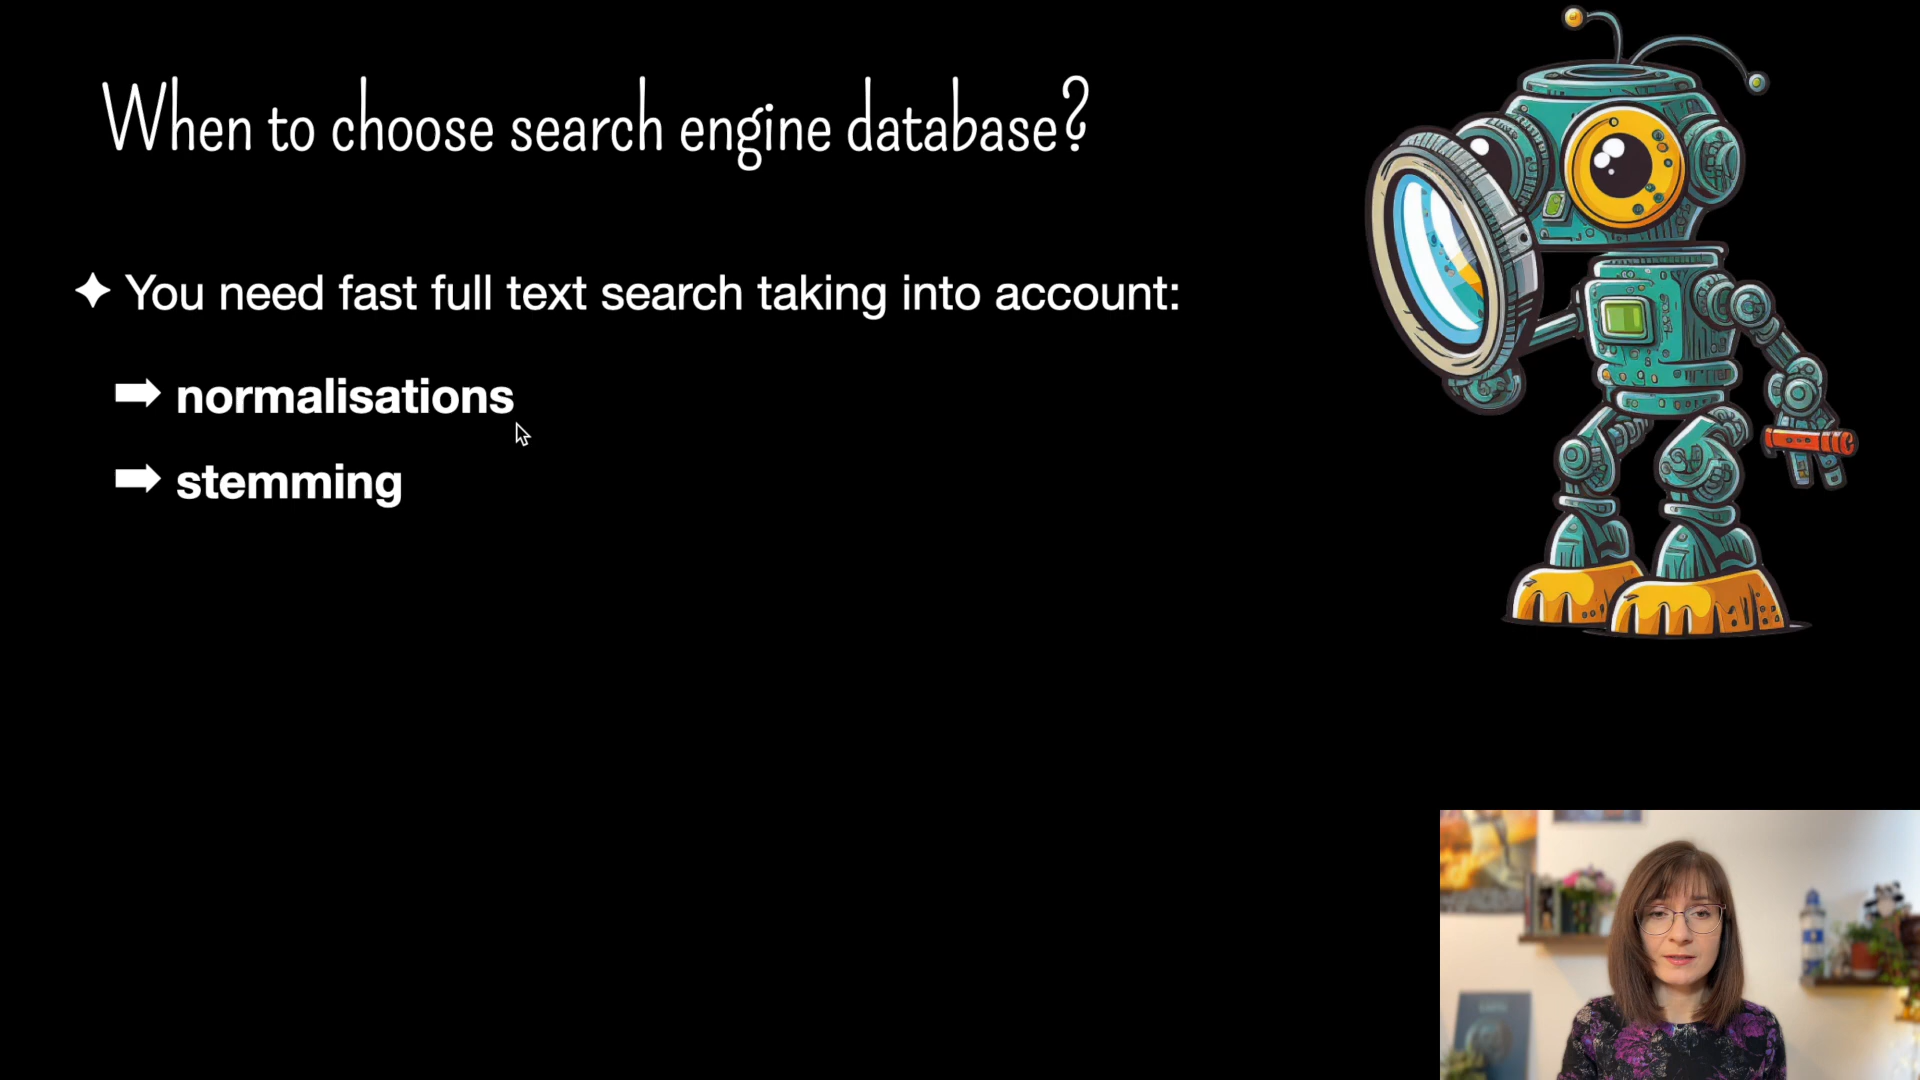 When to choose search engine database?
You need fast full text search taking into account:
normalisations
stemming